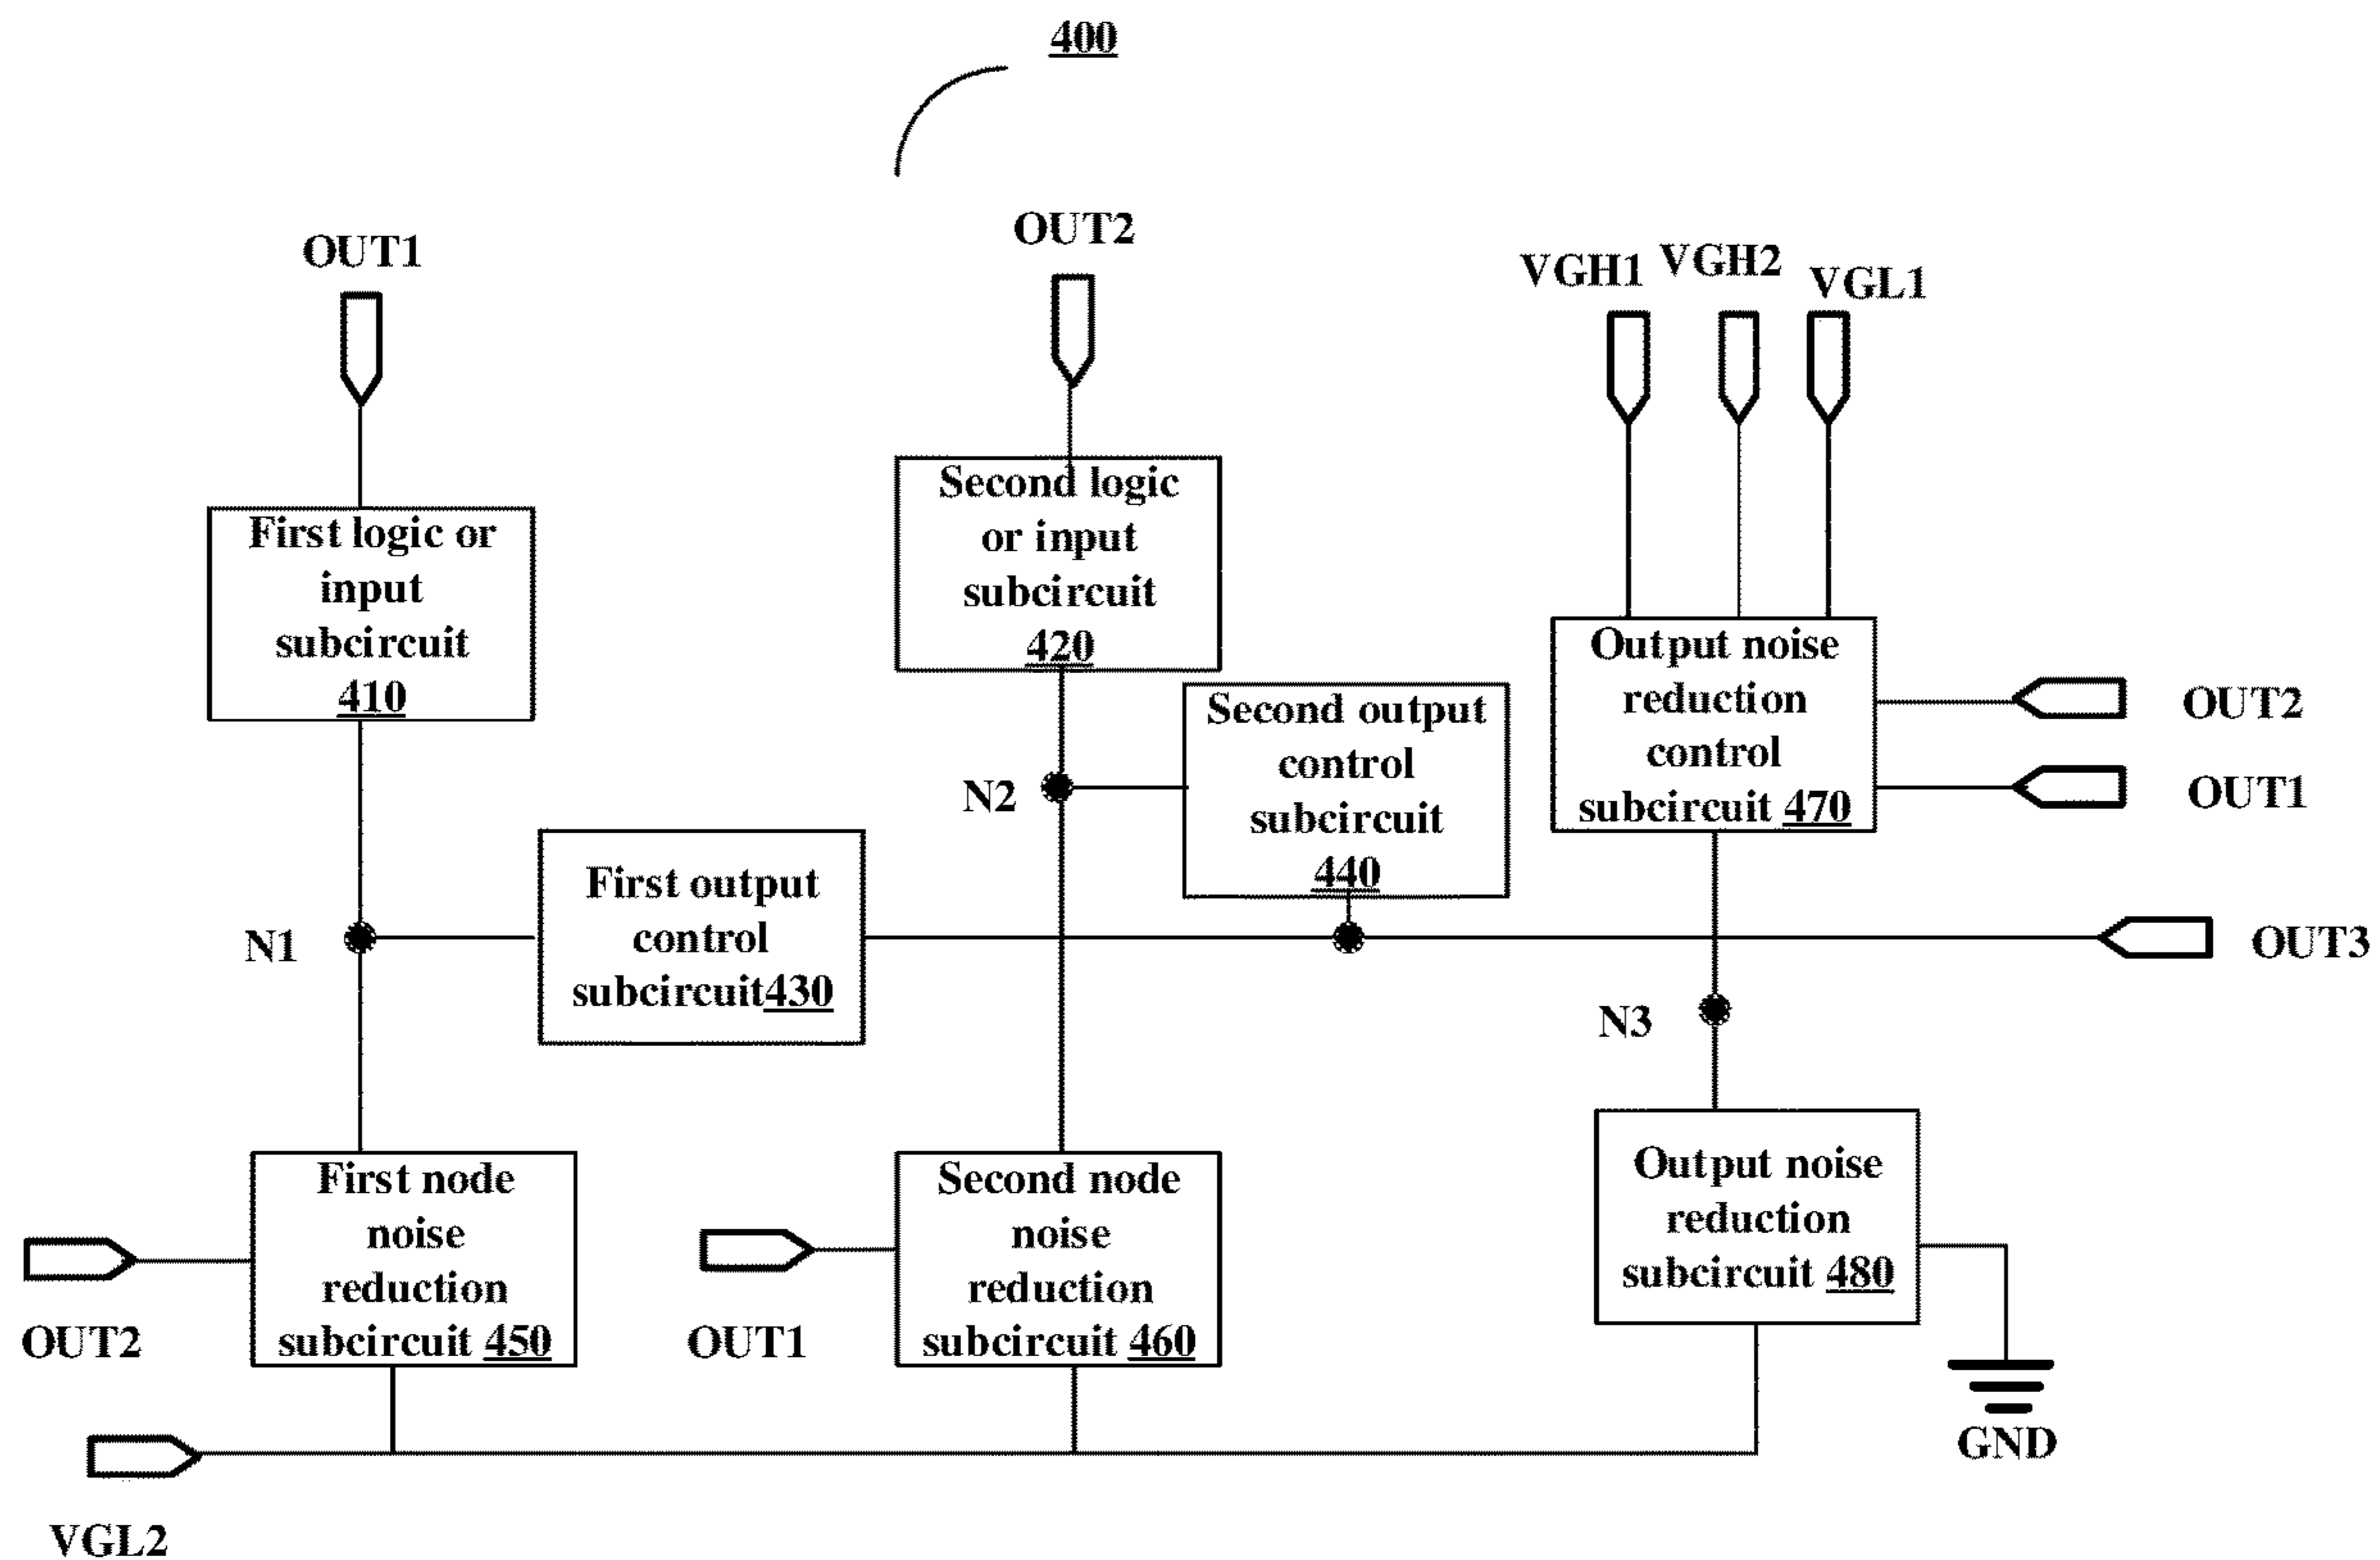 400
OUT1
OUT2
VGH1
VGH2
VGL1
First logic or
input
subcircuit
410
Second logic
or input
subcircuit
420
Output noise
reduction
control
subcircuit 470
OUT2
OUT1
Second output
control
subcircuit
440
N2
First output
control
subcircuit430
N1
OUT3
N3
First node
noise
reduction
subcircuit 450
Second node
noise
reduction
subcircuit 460
Output noise
reduction
subcircuit 480
OUT2
OUT1
GND
VGL2